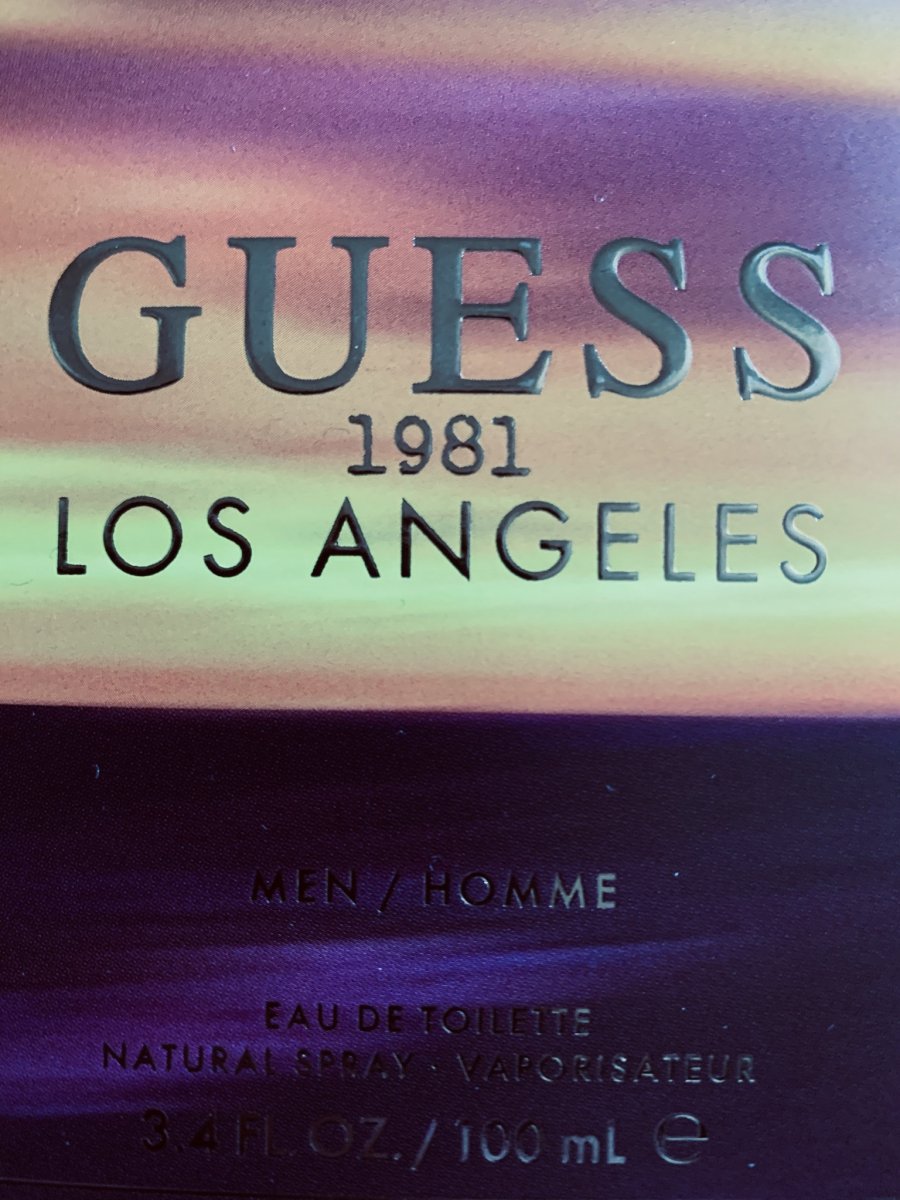 GUESS
1981
LOS ANGELES
MEN / HOMME
EAU DE TOILETTE
NATURAL SPRAY · VAPORISATEUR
3.4 FL. OZ. / 100 mL ℮